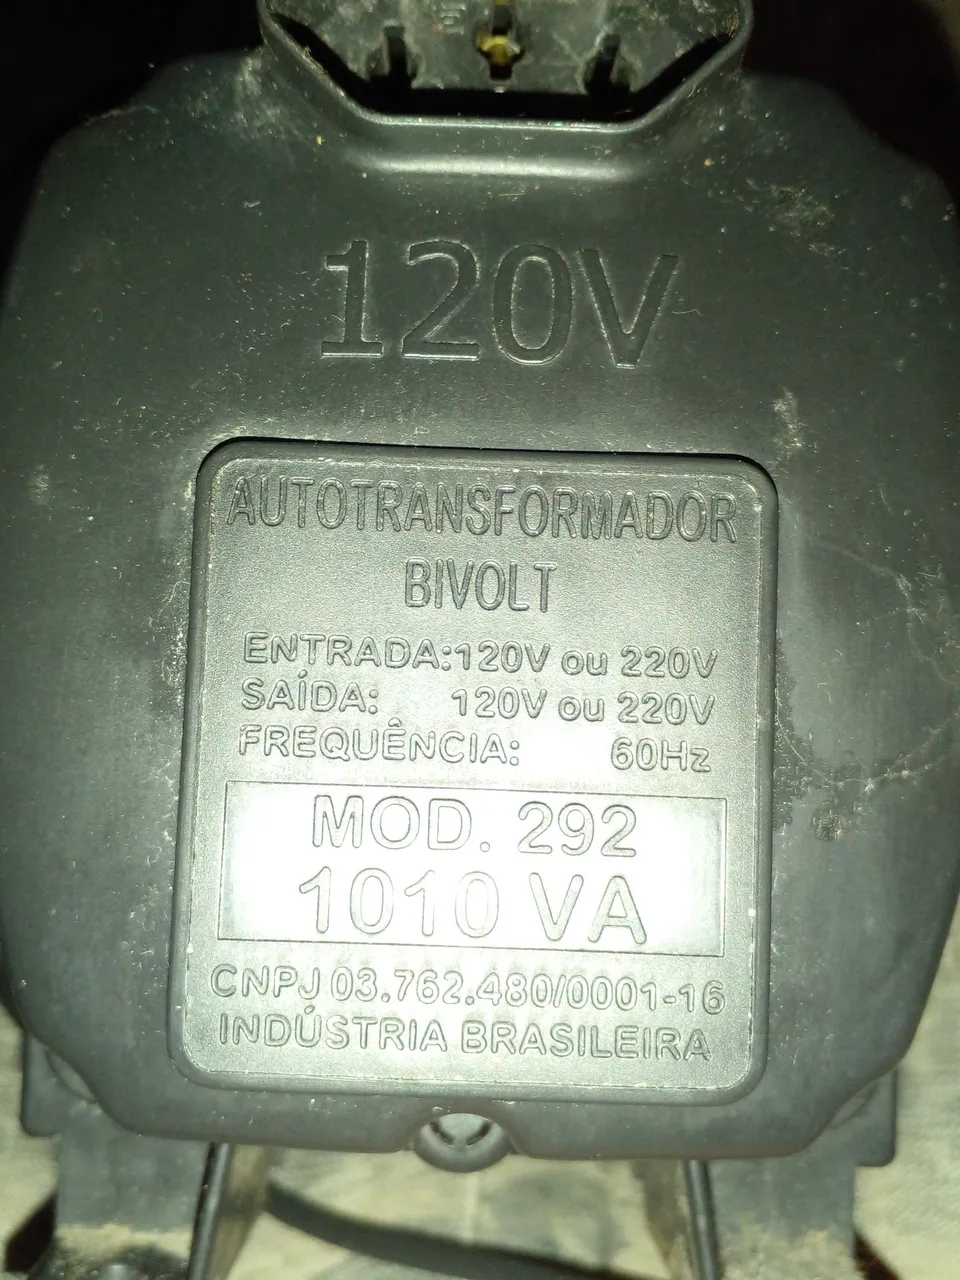 120V
AUTOTRANSFORMADOR
BIVOLT
ENTRADA:120V ou 220V
SAÍDA: 120V ou 220V
FREQUÊNCIA: 60Hz
MOD. 292
1010 VA
CNPJ 03.762.480/0001-16
INDÚSTRIA BRASILEIRA